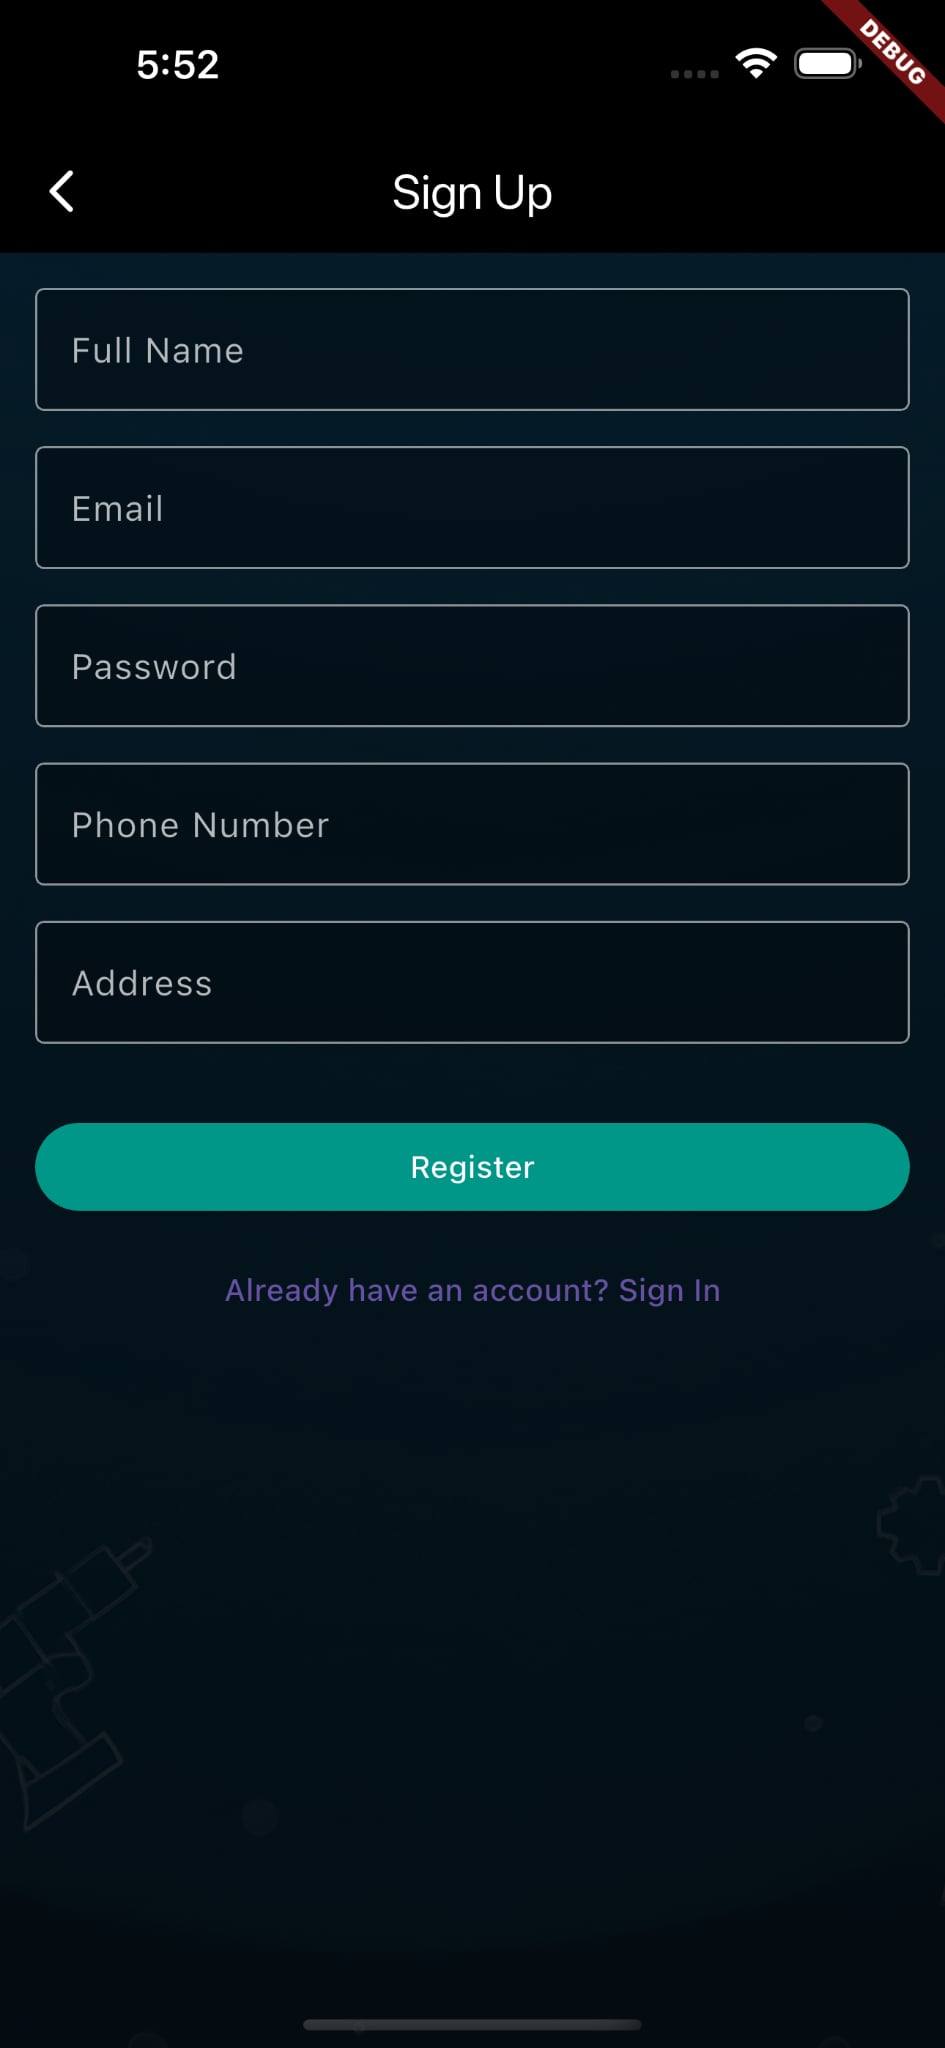 5:52
DEBUG
Sign Up
Full Name
Email
Password
Phone Number
Address
Register
Already have an account? Sign In